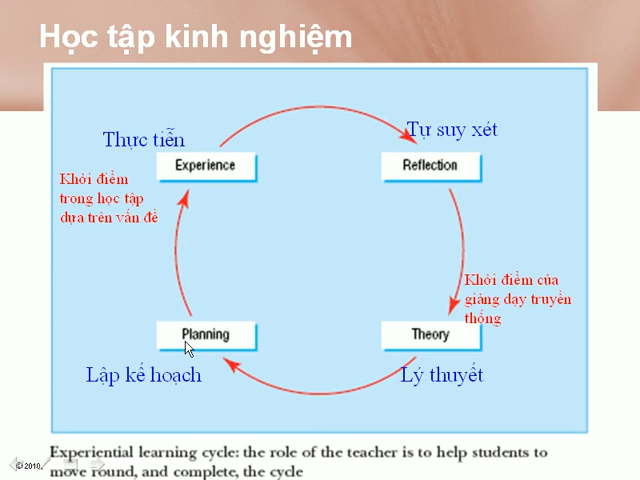 Học tập kinh nghiệm
Thực tiễn
Tự suy xét
Experience
Reflection
Khởi điểm
trong học tập
dựa trên vấn đề
Khởi điểm của
giảng dạy truyền
thống
Planning
Theory
Lập kế hoạch
Lý thuyết
Experiential learning cycle: the role of the teacher is to help students to
move round, and complete, the cycle
© 2010,